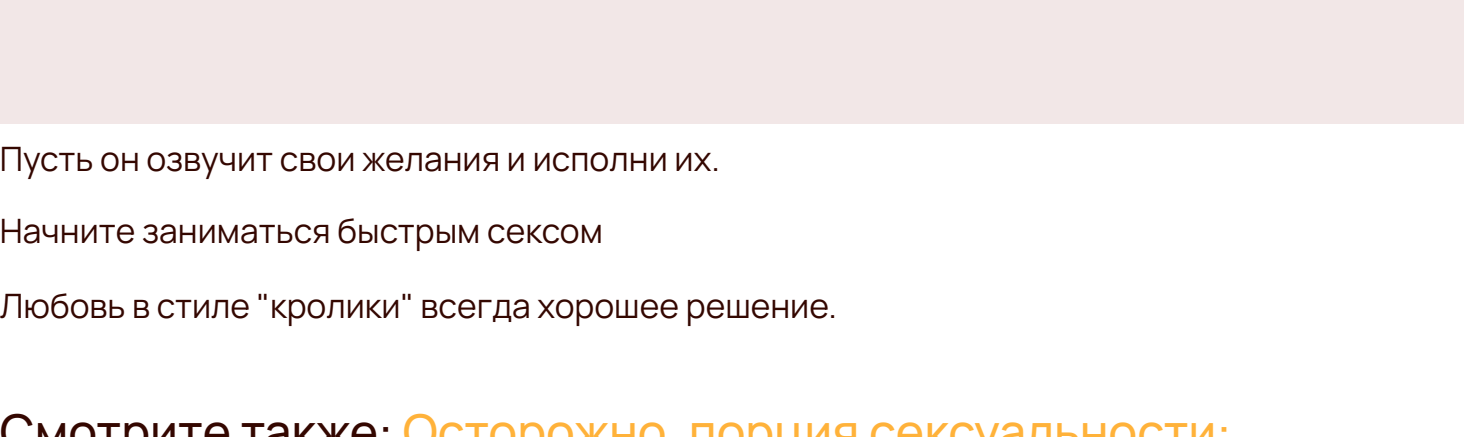 Пусть он озвучит свои желания и исполни их.
Начните заниматься быстрым сексом
Любовь в стиле "кролики" всегда хорошее решение.
Смотрите также: Осторожно, порция сексуальности: